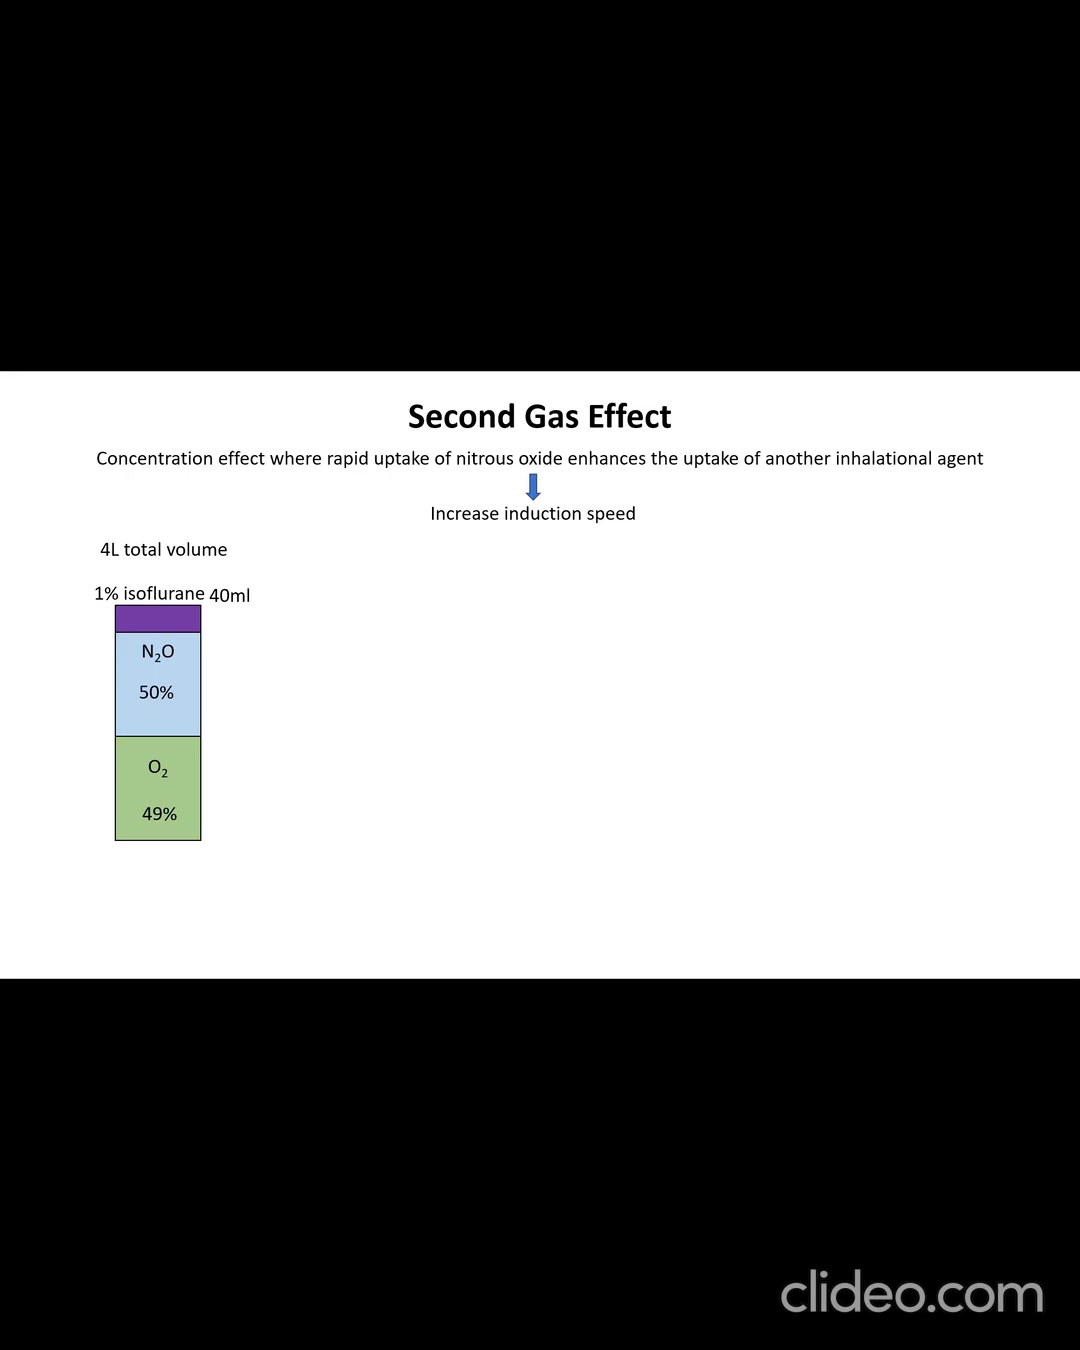 Second Gas Effect
Concentration effect where rapid uptake of nitrous oxide enhances the uptake of another inhalational agent
Increase induction speed
4L total volume
1% isoflurane 40ml
N₂O
50%
O₂
49%
clideo.com